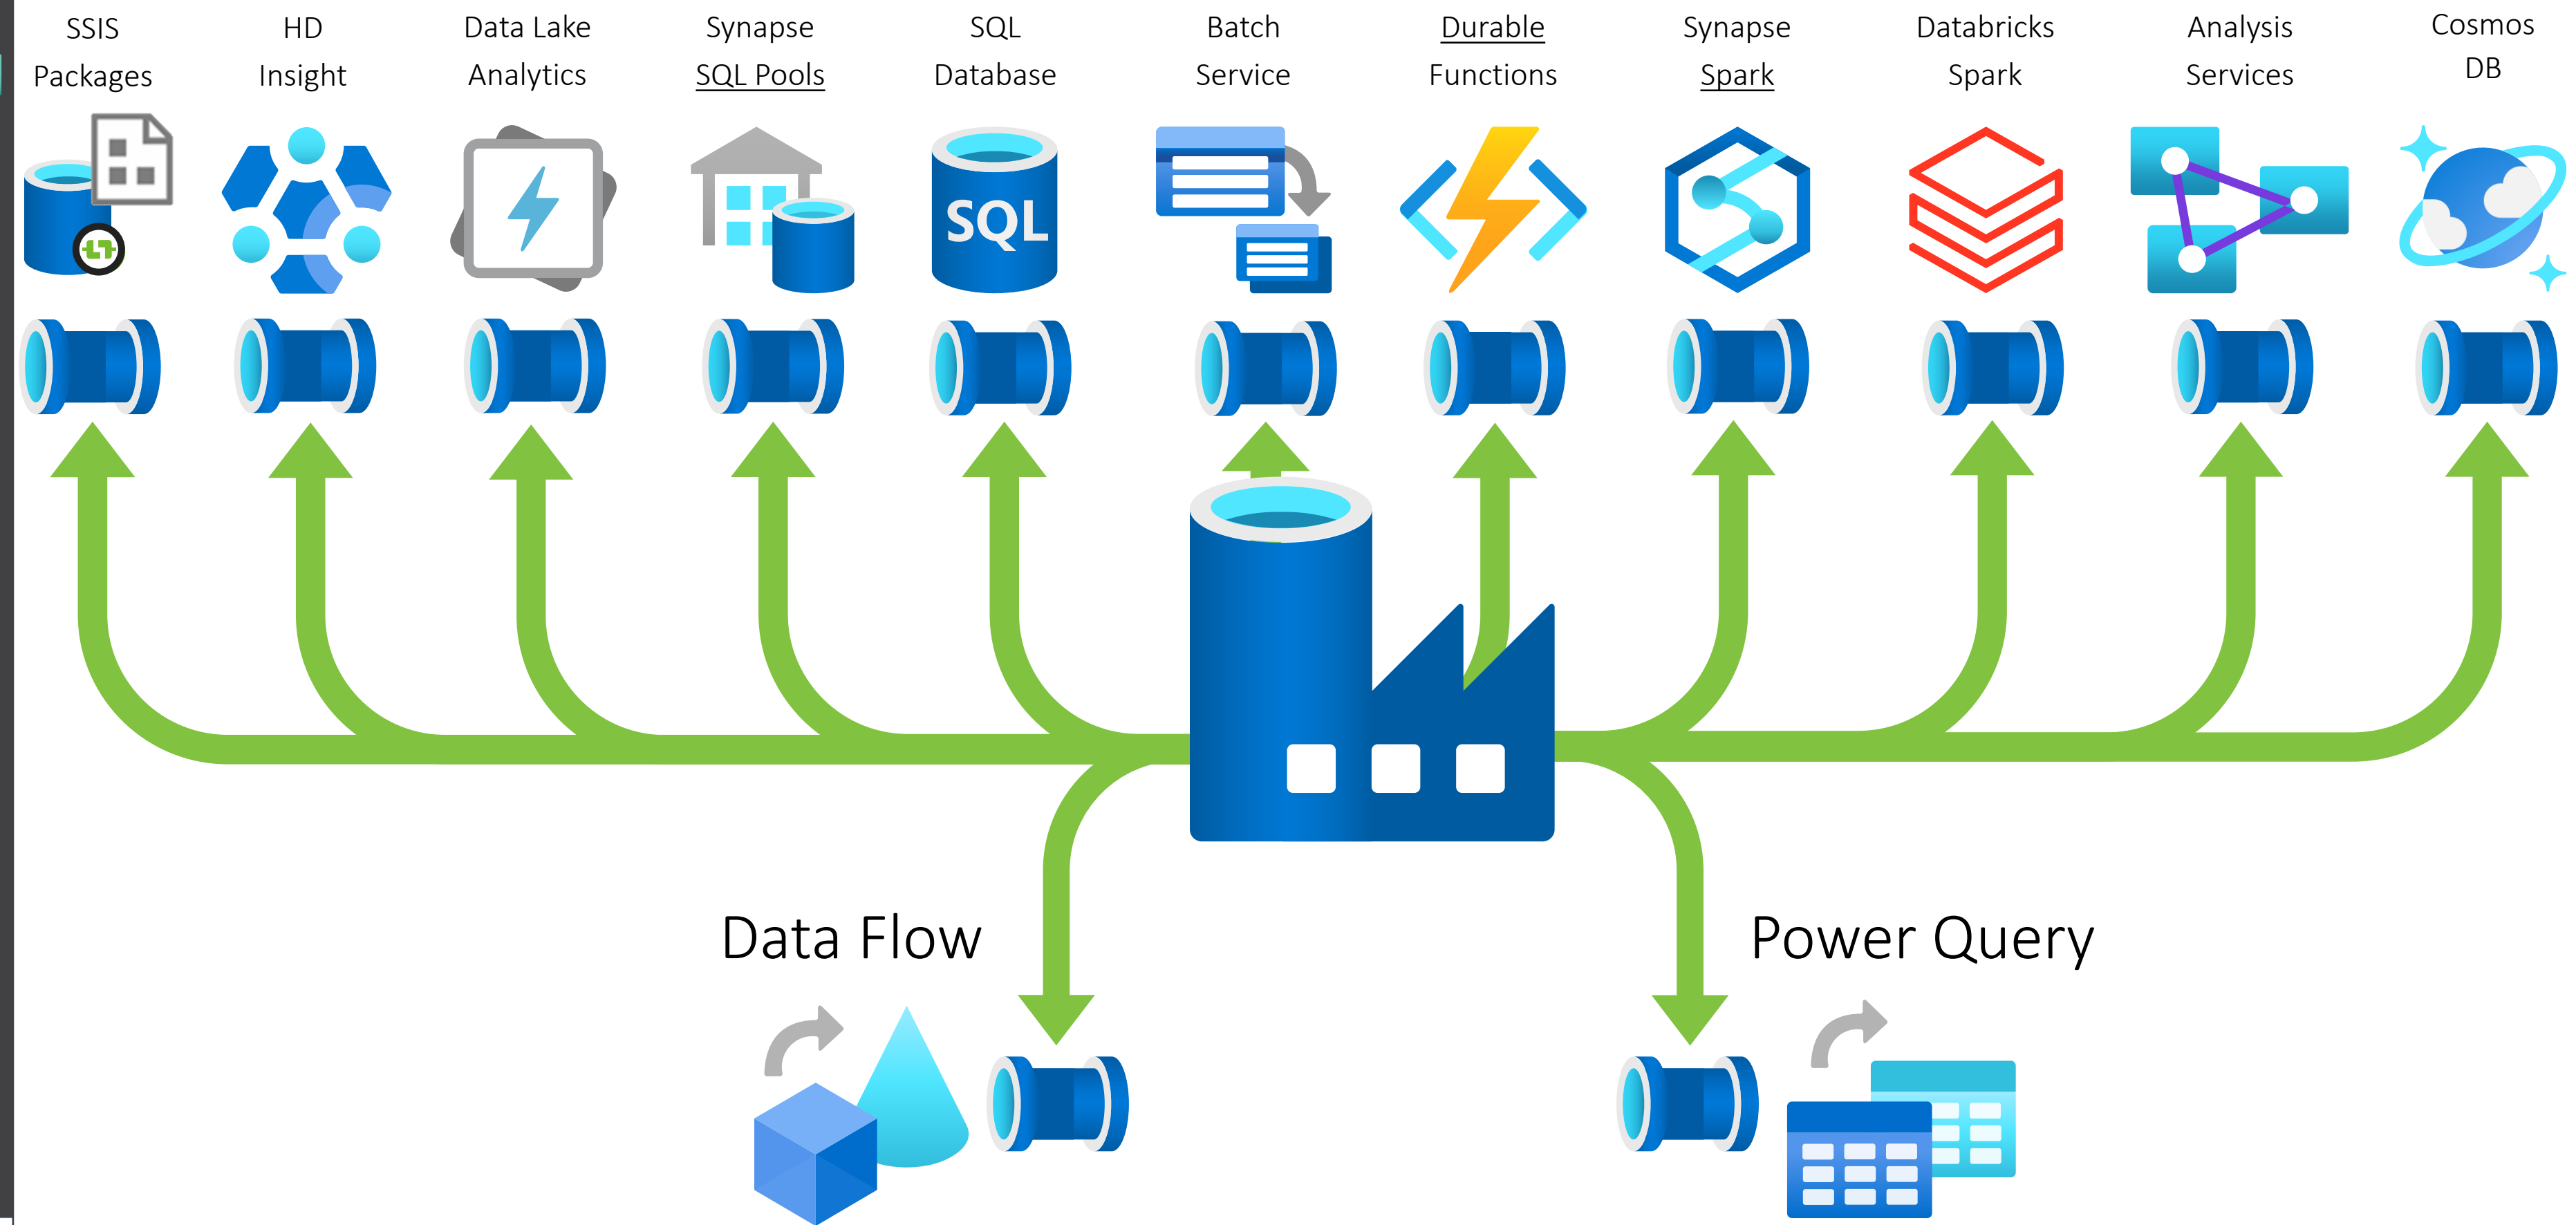 SSIS
Packages
HD
Insight
Data Lake
Analytics
Synapse
SQL Pools
SQL
Database
Batch
Service
Durable
Functions
Synapse
Spark
Databricks
Spark
Analysis
Services
Cosmos
DB
SQL
Data Flow
Power Query